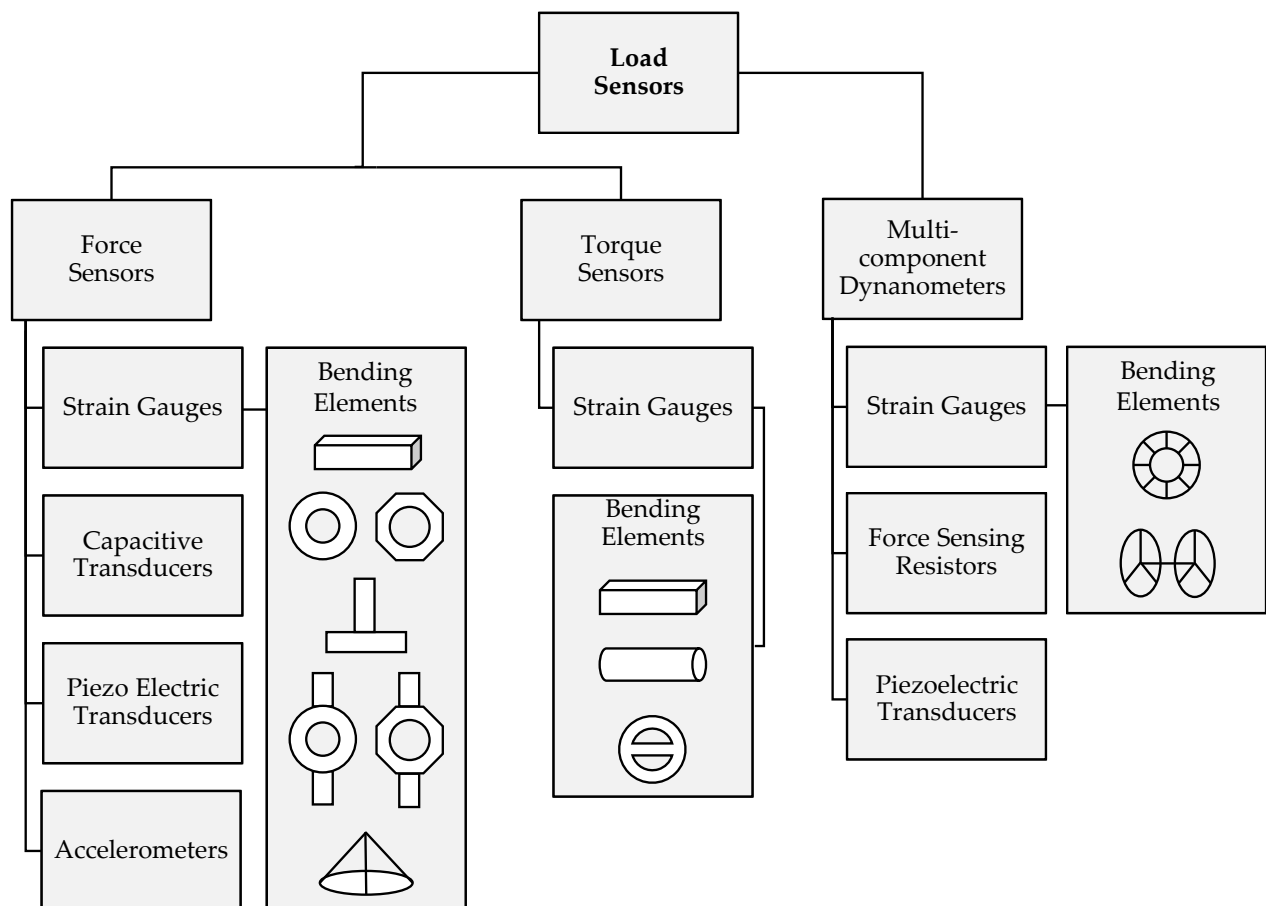 Load
Sensors
Force
Sensors
Torque
Sensors
Multi-
component
Dynanometers
Strain Gauges
Bending
Elements
Capacitive
Transducers
Piezo Electric
Transducers
Accelerometers
Strain Gauges
Bending
Elements
Strain Gauges
Bending
Elements
Force Sensing
Resistors
Piezoelectric
Transducers